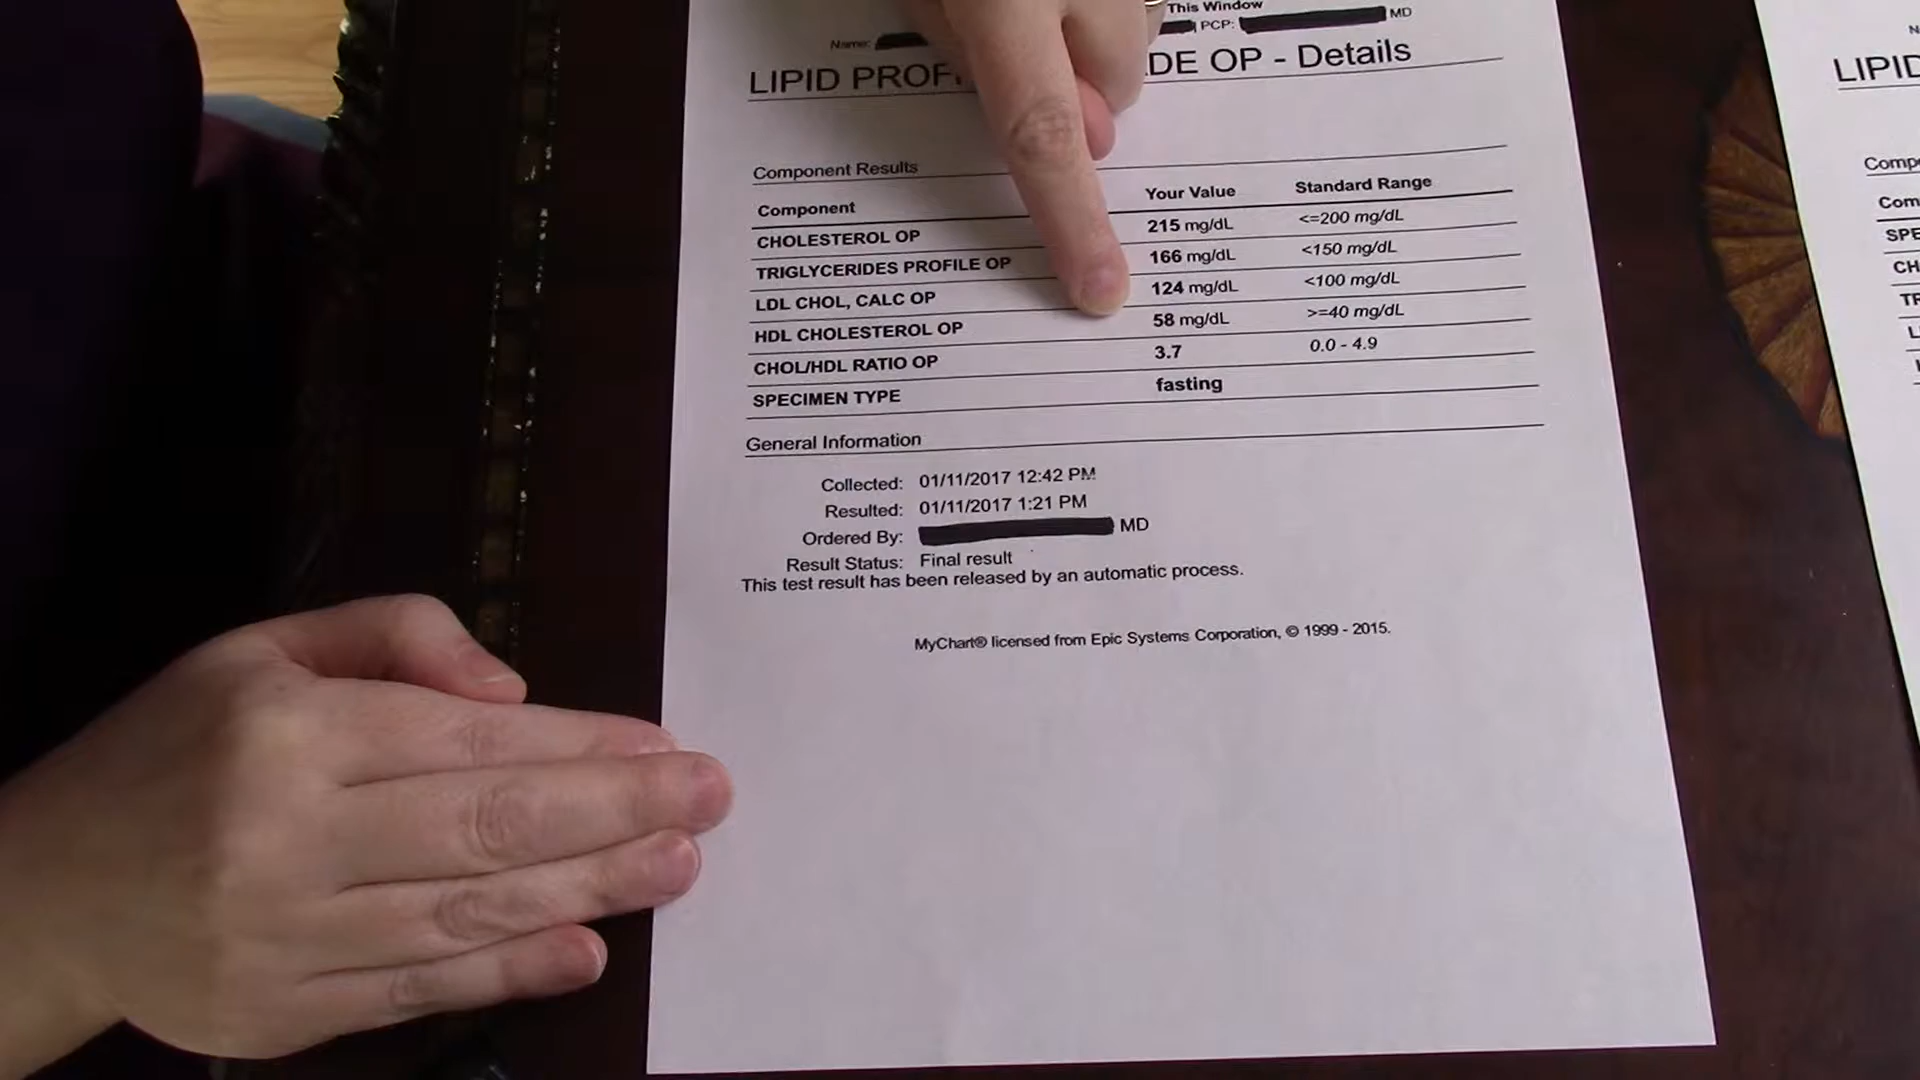 This Window
Name: PCP: MD
LIPID PROF DE OP - Details
Component Results
Component Your Value Standard Range
CHOLESTEROL OP 215 mg/dL <=200 mg/dL
TRIGLYCERIDES PROFILE OP 166 mg/dL <150 mg/dL
LDL CHOL, CALC OP 124 mg/dL <100 mg/dL
HDL CHOLESTEROL OP 58 mg/dL >=40 mg/dL
CHOL/HDL RATIO OP 3.7 0.0 - 4.9
SPECIMEN TYPE fasting
General Information
Collected: 01/11/2017 12:42 PM
Resulted: 01/11/2017 1:21 PM
Ordered By: MD
Result Status: Final result
This test result has been released by an automatic process.
MyChart® licensed from Epic Systems Corporation, © 1999 - 2015.
LIPID
Compo
Com
SPE
CH
TR
L